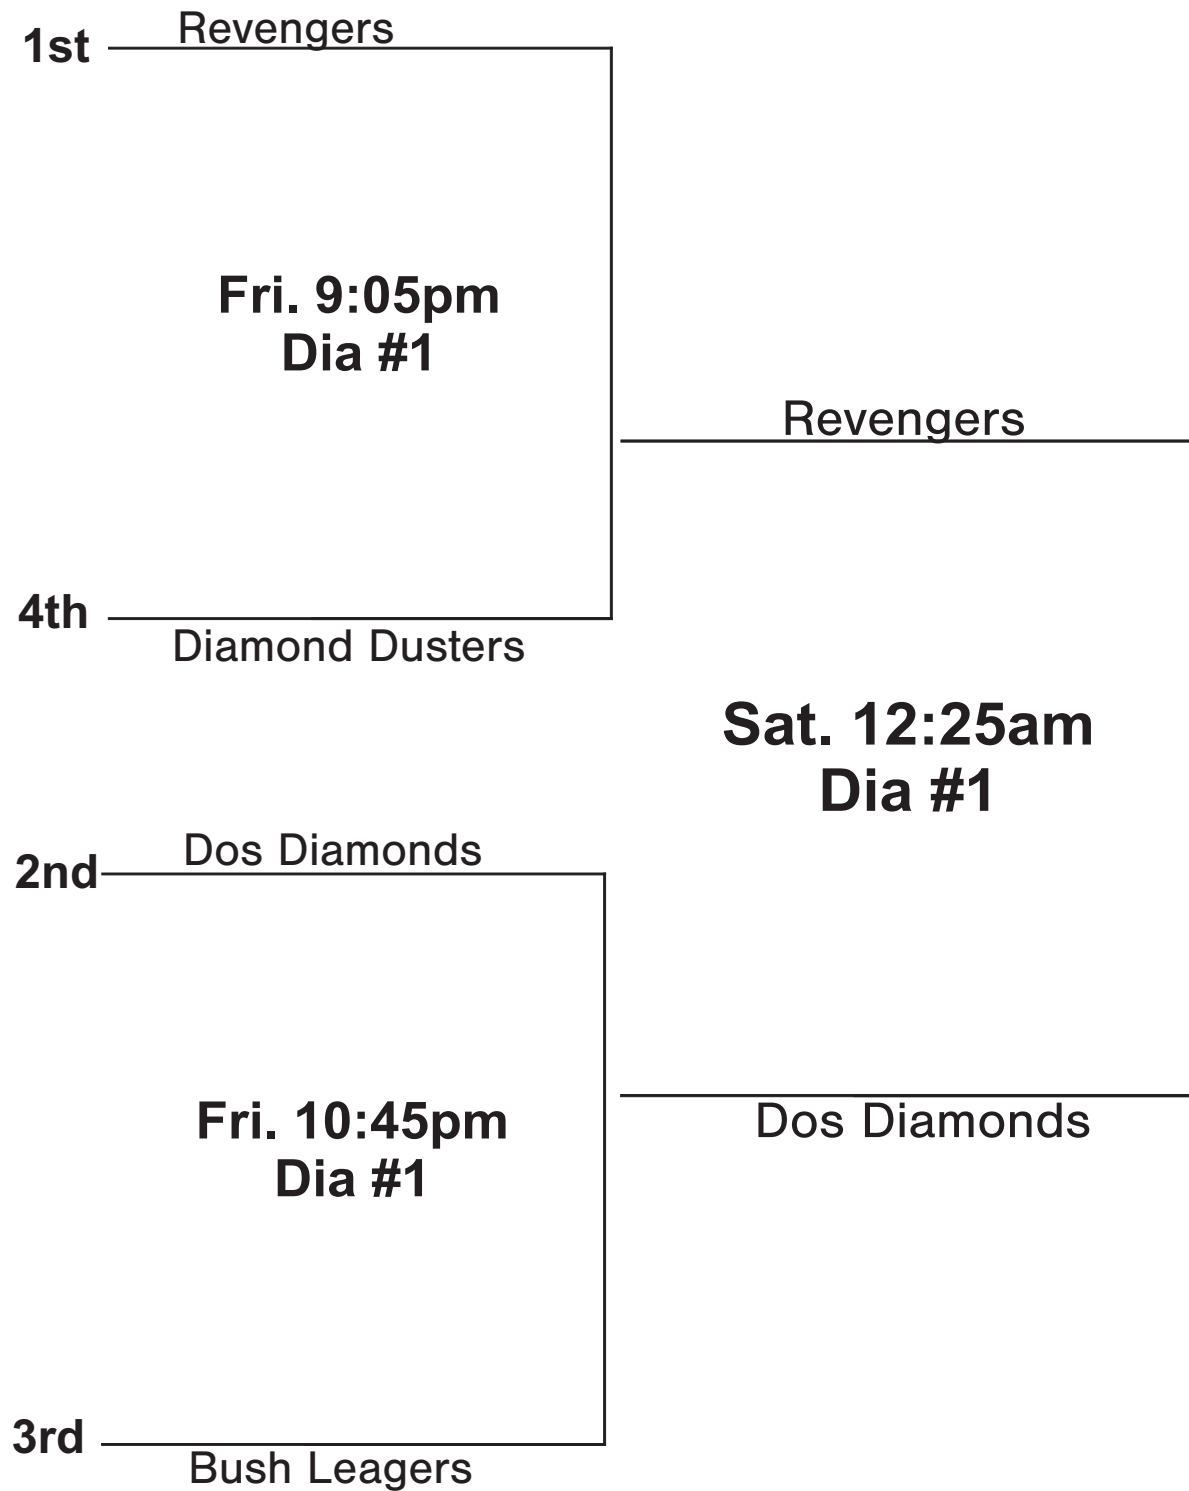 1st
Revengers
Fri. 9:05pm
Dia #1
Revengers
4th
Diamond Dusters
Sat. 12:25am
Dia #1
2nd
Dos Diamonds
Fri. 10:45pm
Dia #1
Dos Diamonds
3rd
Bush Leagers